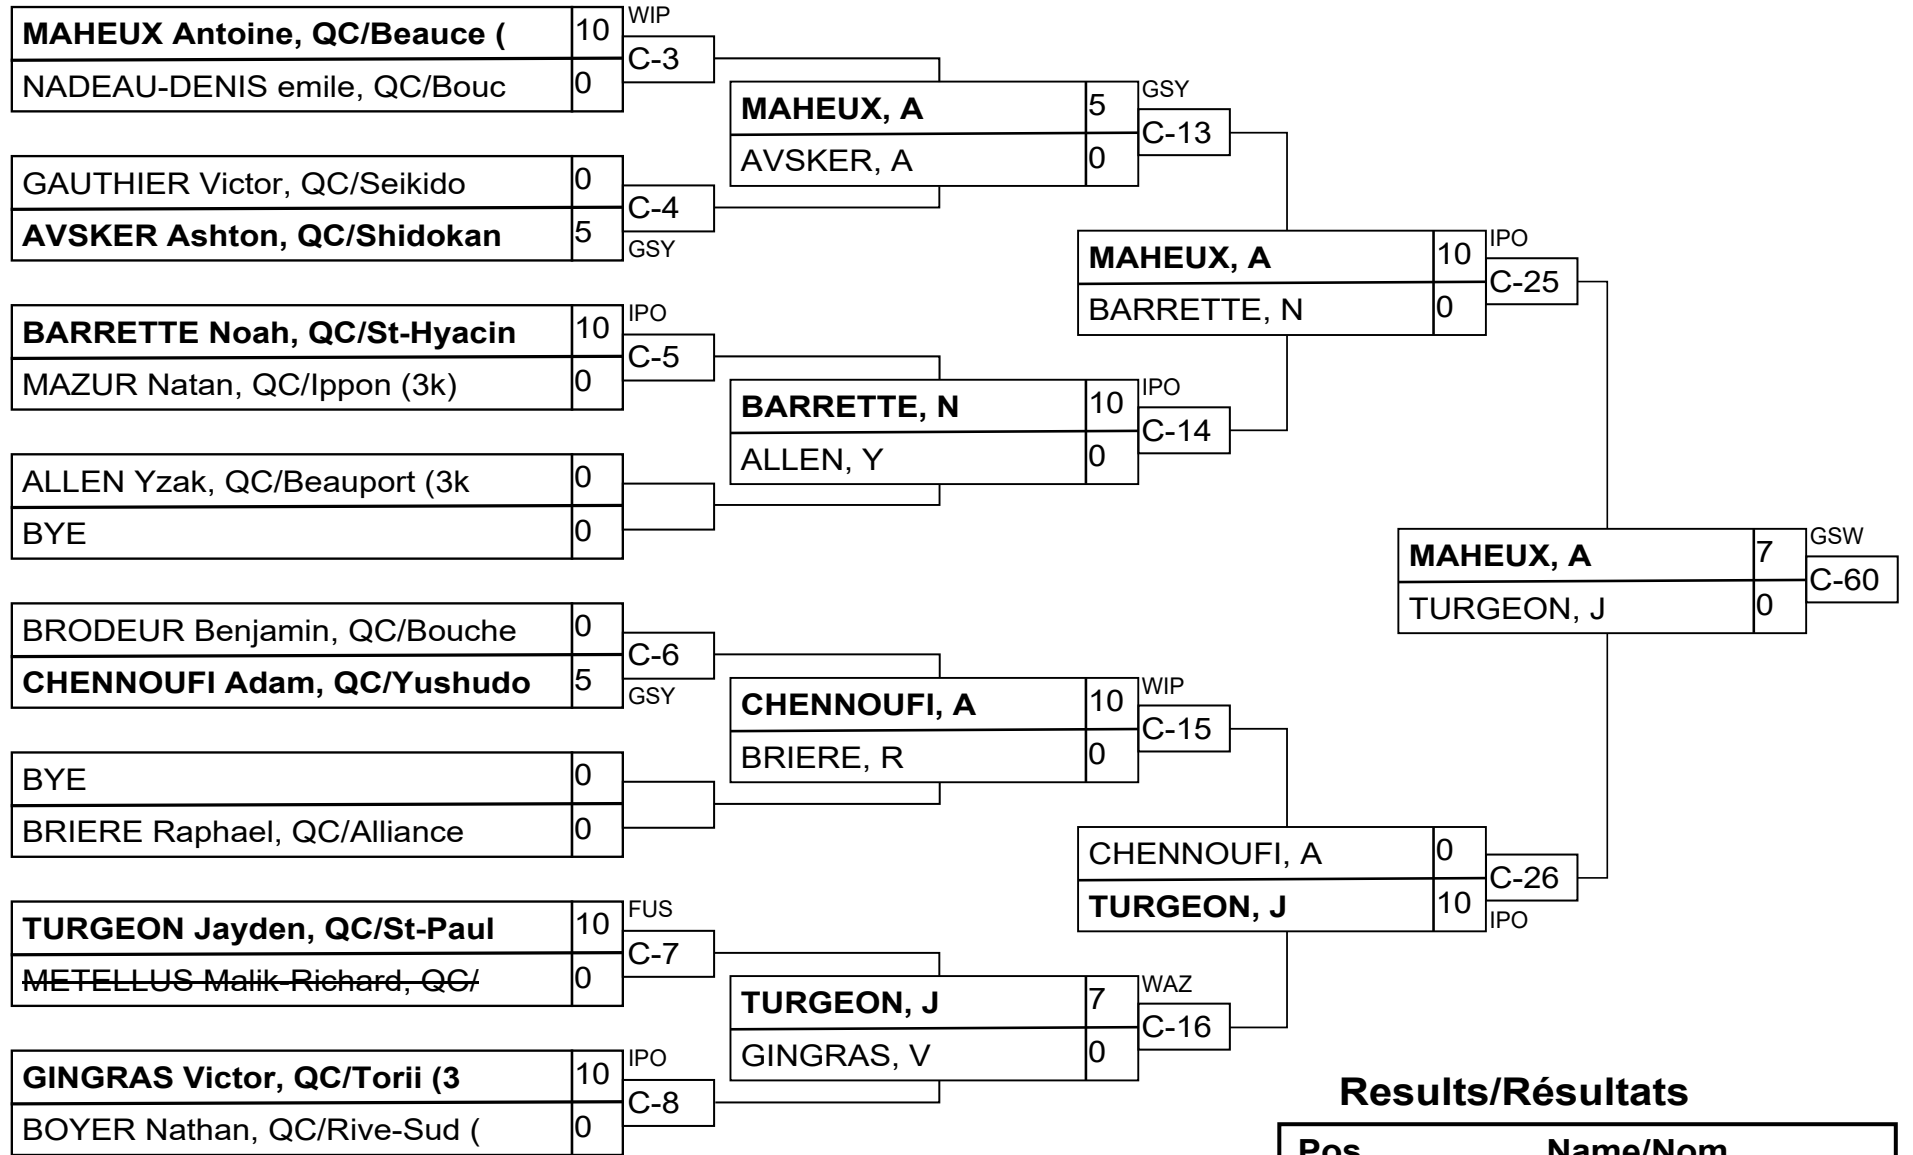 MAHEUX Antoine, QC/Beauce ( 10 WIP
NADEAU-DENIS emile, QC/Bouc 0
C-3
GAUTHIER Victor, QC/Seikido 0
AVSKER Ashton, QC/Shidokan 5 GSY
C-4
BARRETTE Noah, QC/St-Hyacin 10 IPO
MAZUR Natan, QC/Ippon (3k) 0
C-5
ALLEN Yzak, QC/Beauport (3k 0
BYE 0
BRODEUR Benjamin, QC/Bouche 0
CHENNOUFI Adam, QC/Yushudo 5 GSY
C-6
BYE 0
BRIERE Raphael, QC/Alliance 0
TURGEON Jayden, QC/St-Paul 10 FUS
METELLUS Malik-Richard, QC/ 0
C-7
GINGRAS Victor, QC/Torii (3 10 IPO
BOYER Nathan, QC/Rive-Sud ( 0
C-8
MAHEUX, A 5 GSY
AVSKER, A 0
C-13
BARRETTE, N 10 IPO
ALLEN, Y 0
C-14
CHENNOUFI, A 10 WIP
BRIERE, R 0
C-15
TURGEON, J 7 WAZ
GINGRAS, V 0
C-16
MAHEUX, A 10 IPO
BARRETTE, N 0
C-25
CHENNOUFI, A 0
TURGEON, J 10 IPO
C-26
MAHEUX, A 7 GSW
TURGEON, J 0
C-60
Results/Résultats
Pos Name/Nom